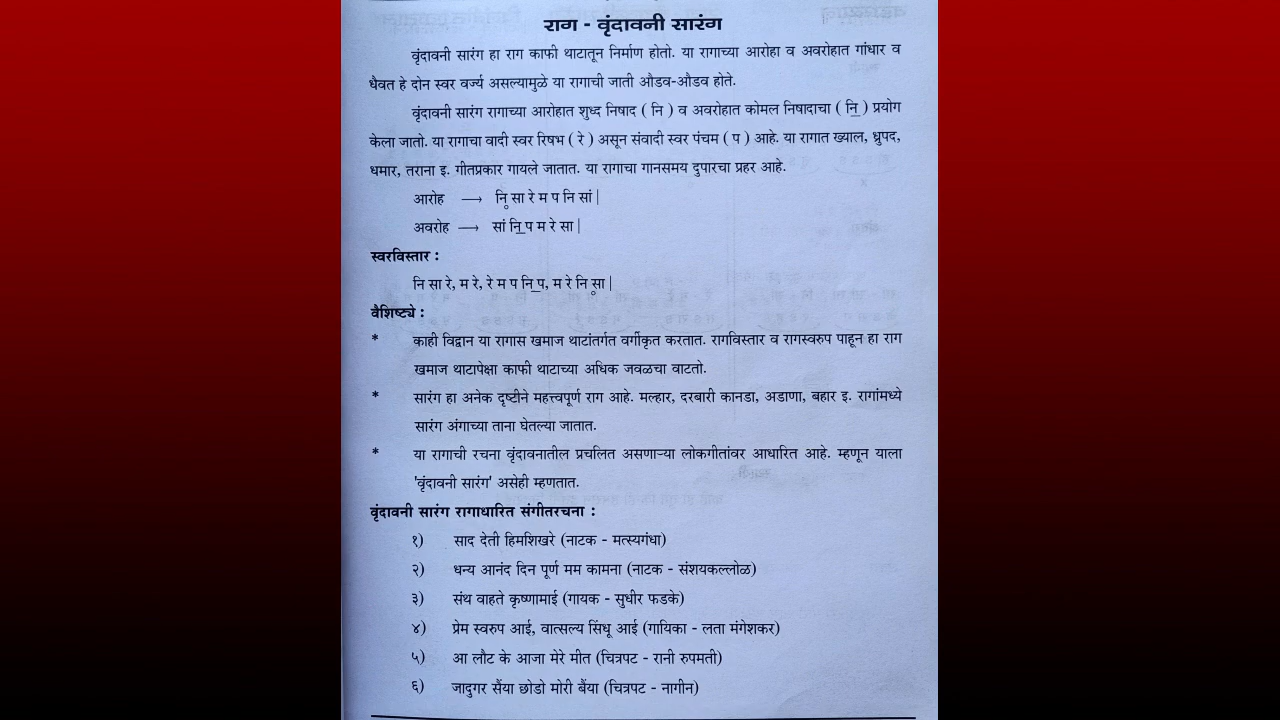 राग - वृंदावनी सारंग
वृंदावनी सारंग हा राग काफी थाटातून निर्माण होतो. या रागाच्या आरोहा व अवरोहात गांधार व
धैवत हे दोन स्वर वर्ज्य असल्यामुळे या रागाची जाती औडव-औडव होते.
वृंदावनी सारंग रागाच्या आरोहात शुध्द निषाद ( नि ) व अवरोहात कोमल निषादाचा ( नि॒ ) प्रयोग
केला जातो. या रागाचा वादी स्वर रिषभ ( रे ) असून संवादी स्वर पंचम ( प ) आहे. या रागात ख्याल, ध्रुपद,
धमार, तराना इ. गीतप्रकार गायले जातात. या रागाचा गानसमय दुपारचा प्रहर आहे.
आरोह ⟶ नि̥ सा रे म प नि सां |
अवरोह ⟶ सां नि॒ प म रे सा |
स्वरविस्तार :
नि सा रे, म रे, रे म प नि॒ प, म रे नि सा̥ |
वैशिष्ट्ये :
* काही विद्वान या रागास खमाज थाटांतर्गत वर्गीकृत करतात. रागविस्तार व रागस्वरुप पाहून हा राग
खमाज थाटापेक्षा काफी थाटाच्या अधिक जवळचा वाटतो.
* सारंग हा अनेक दृष्टीने महत्त्वपूर्ण राग आहे. मल्हार, दरबारी कानडा, अडाणा, बहार इ. रागांमध्ये
सारंग अंगाच्या ताना घेतल्या जातात.
* या रागाची रचना वृंदावनातील प्रचलित असणाऱ्या लोकगीतांवर आधारित आहे. म्हणून याला
'वृंदावनी सारंग' असेही म्हणतात.
वृंदावनी सारंग रागाधारित संगीतरचना :
१) साद देती हिमशिखरे (नाटक - मत्स्यगंधा)
२) धन्य आनंद दिन पूर्ण मम कामना (नाटक - संशयकल्लोळ)
३) संथ वाहते कृष्णामाई (गायक - सुधीर फडके)
४) प्रेम स्वरुप आई, वात्सल्य सिंधू आई (गायिका - लता मंगेशकर)
५) आ लौट के आजा मेरे मीत (चित्रपट - रानी रुपमती)
६) जादुगर सैंया छोडो मोरी बैंया (चित्रपट - नागीन)